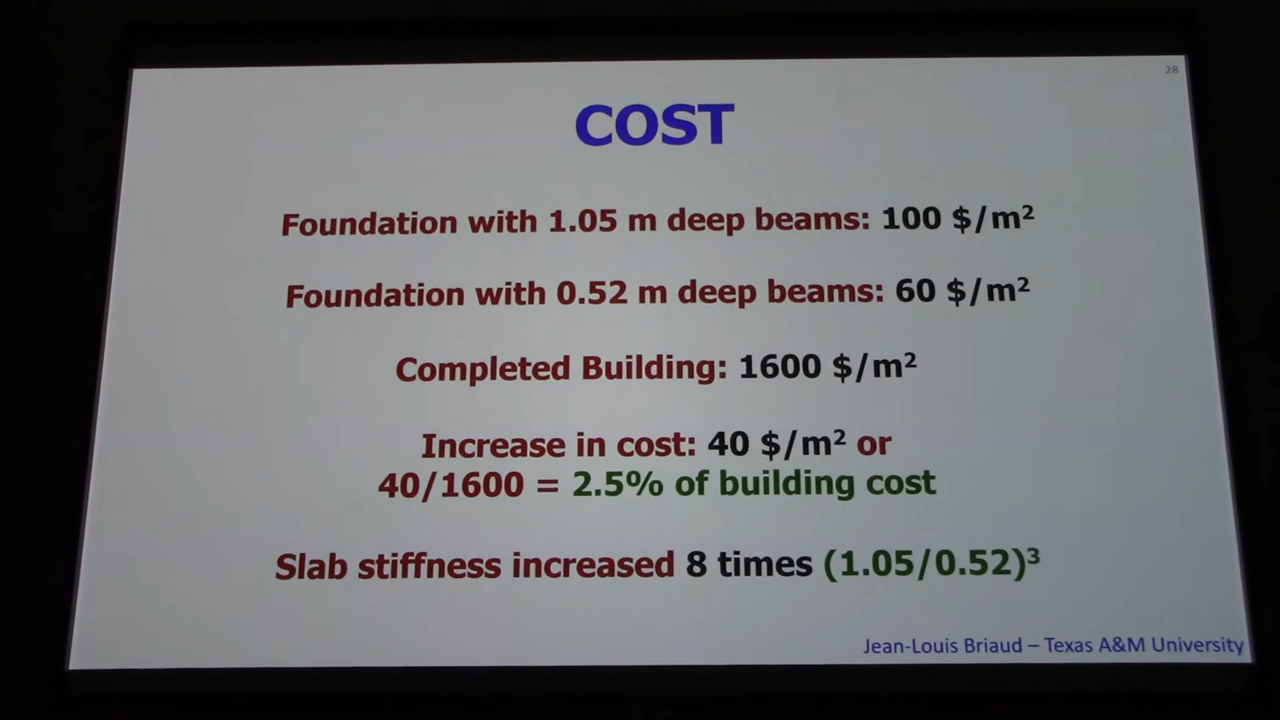 28
COST
Foundation with 1.05 m deep beams: 100 $/m²
Foundation with 0.52 m deep beams: 60 $/m²
Completed Building: 1600 $/m²
Increase in cost: 40 $/m² or
40/1600 = 2.5% of building cost
Slab stiffness increased 8 times (1.05/0.52)³
Jean-Louis Briaud – Texas A&M University